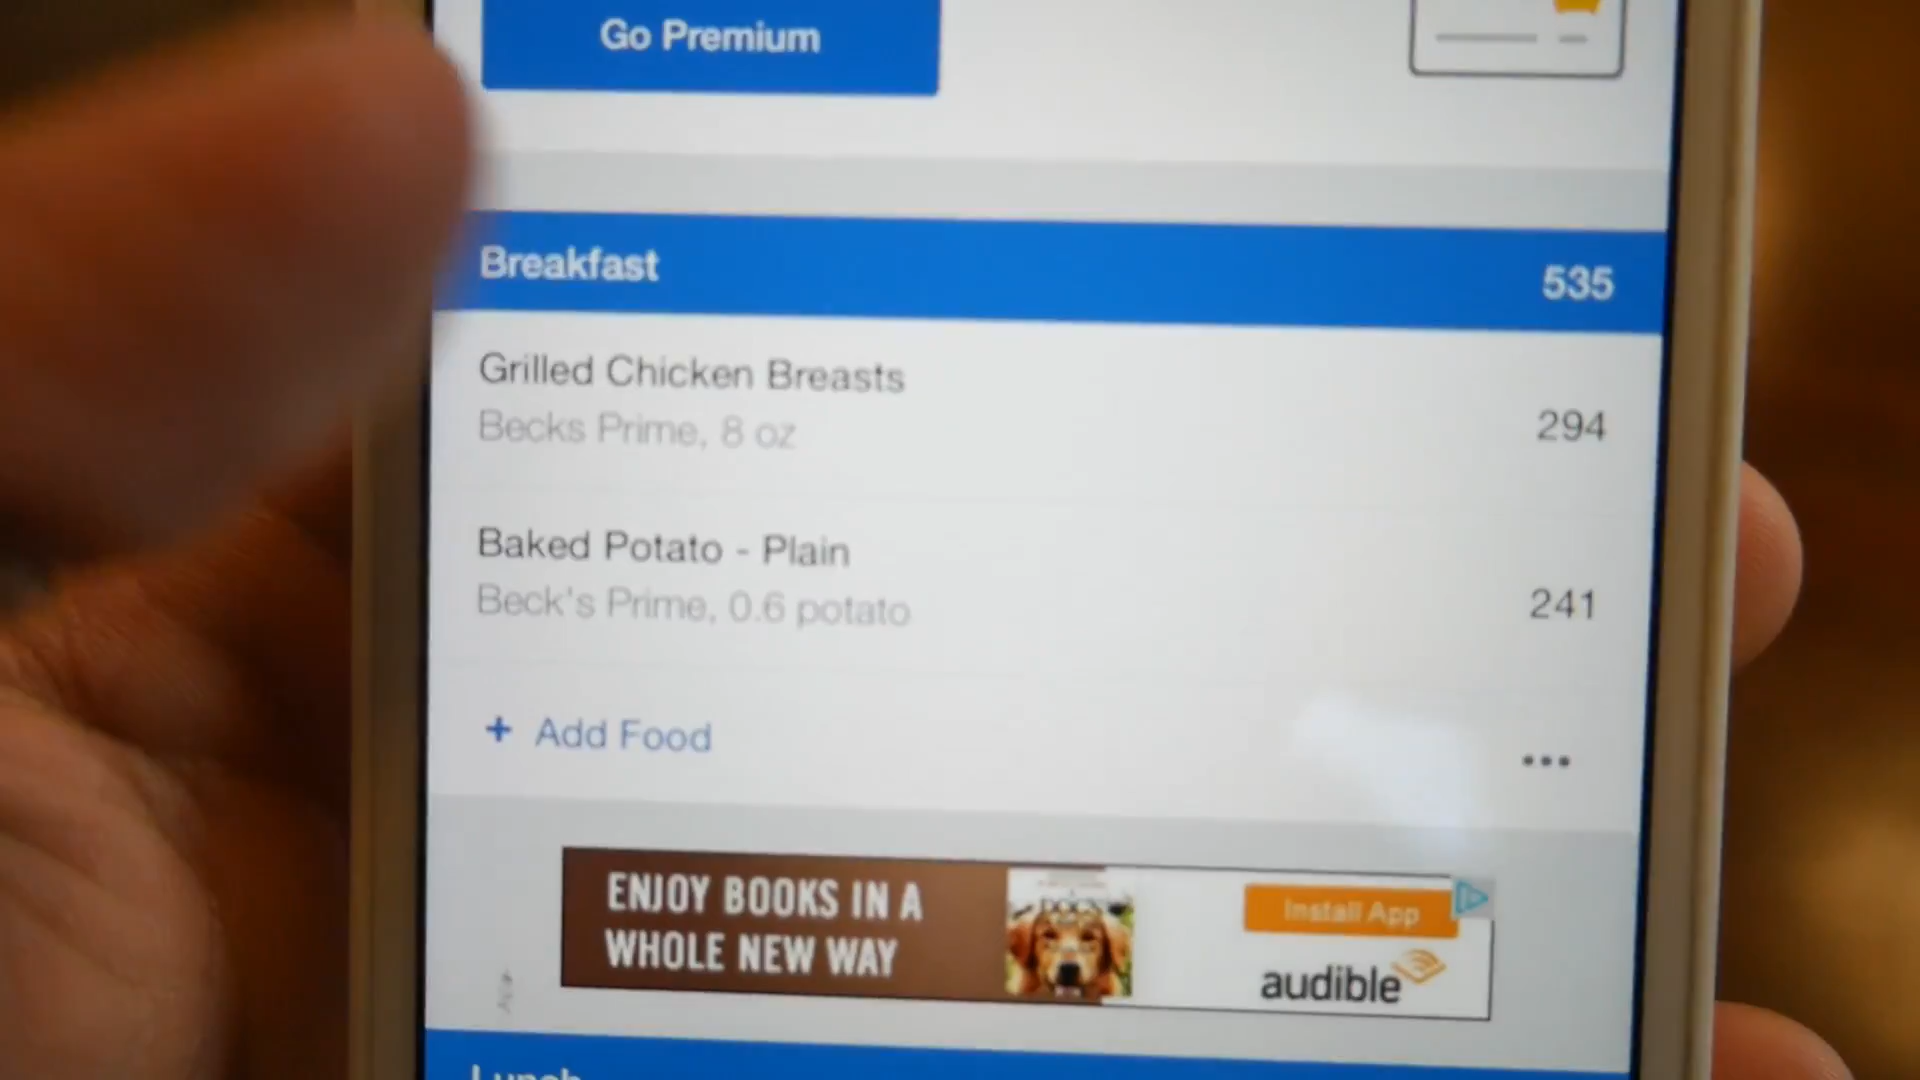 Go Premium
Breakfast 535
Grilled Chicken Breasts
Becks Prime, 8 oz 294
Baked Potato - Plain
Beck's Prime, 0.6 potato 241
+ Add Food
ENJOY BOOKS IN A
WHOLE NEW WAY
Install App
audible
Lunch